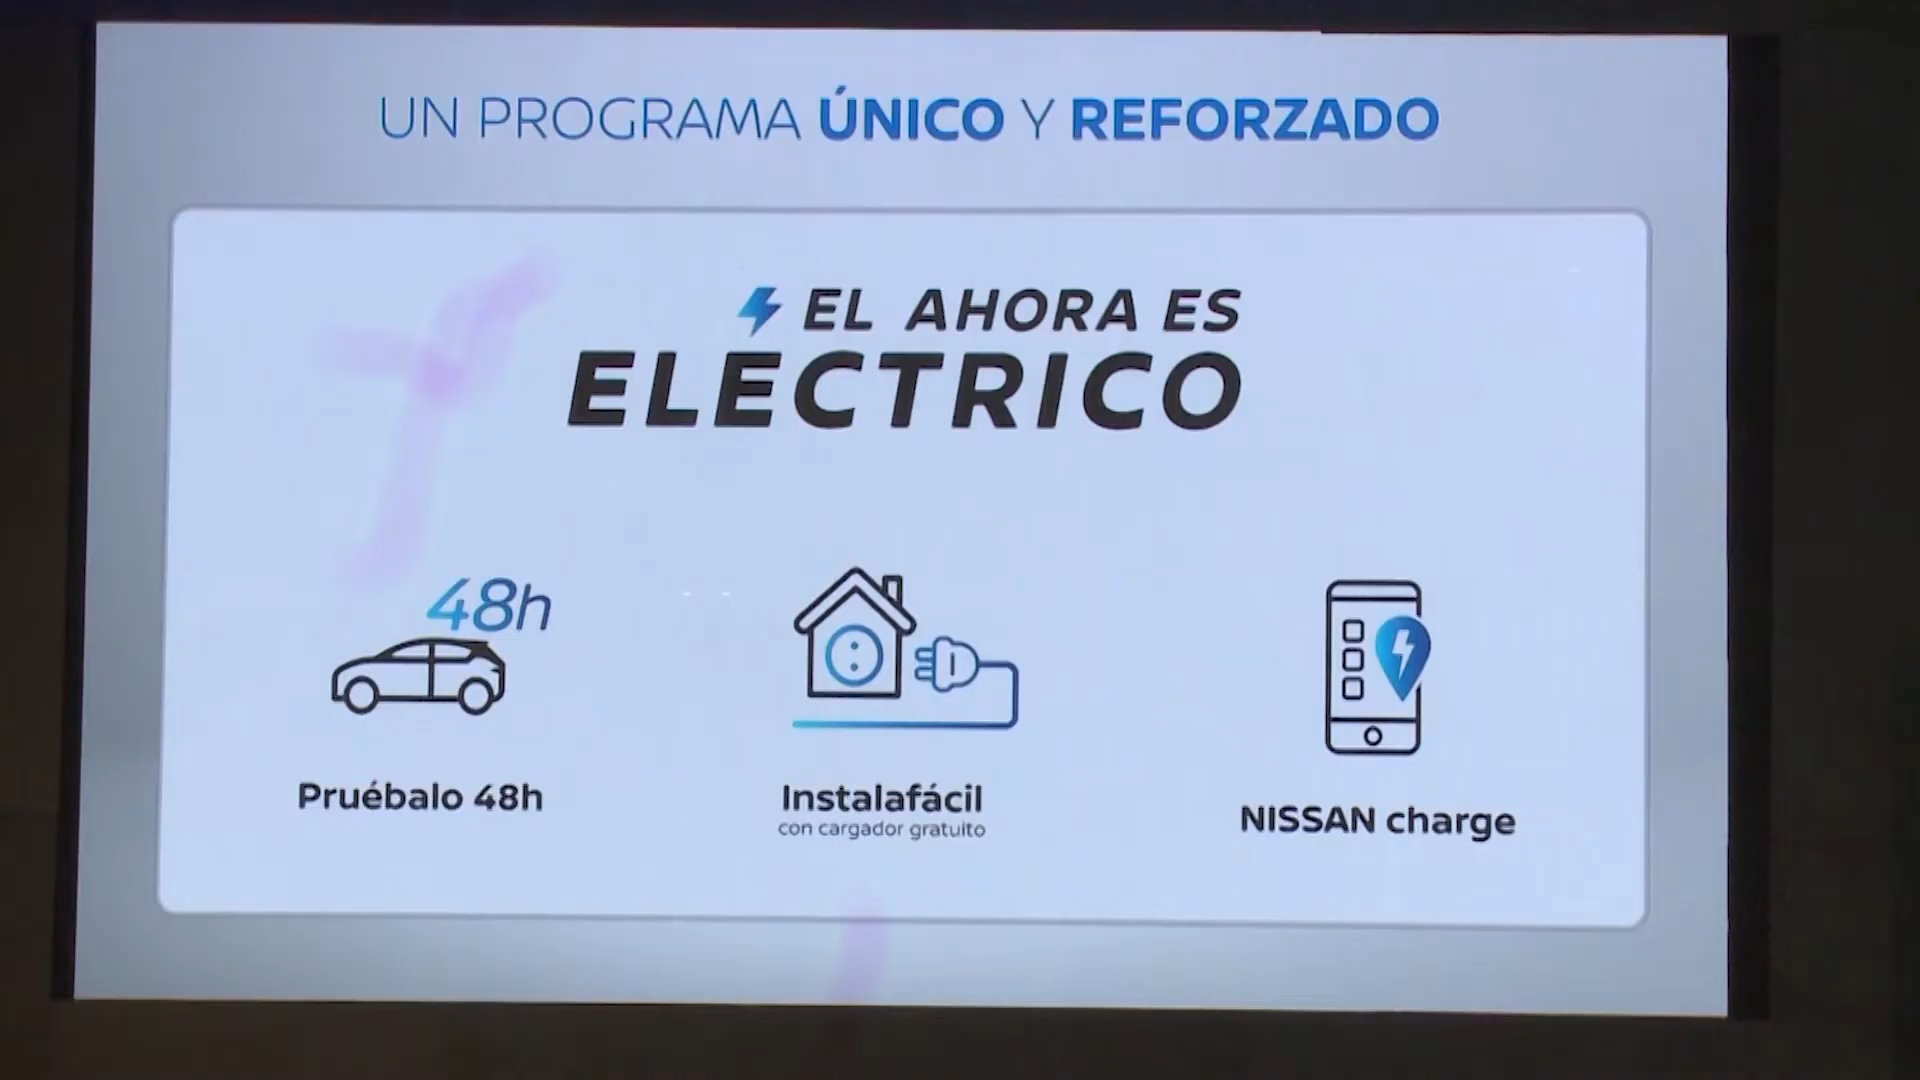 UN PROGRAMA ÚNICO Y REFORZADO
EL AHORA ES
ELECTRICO
48h
Pruébalo 48h
Instalafácil
con cargador gratuito
NISSAN charge